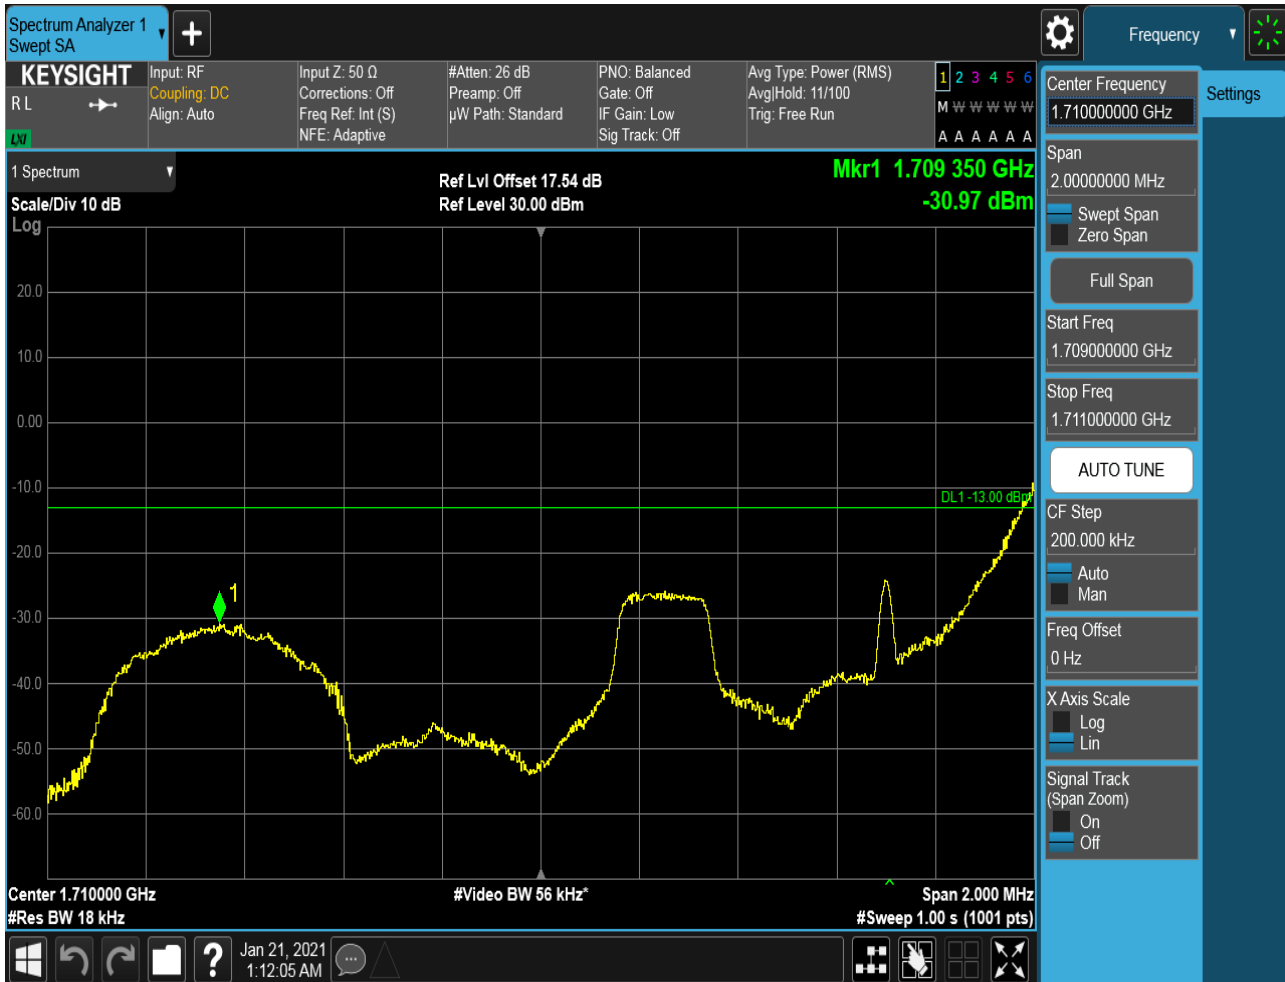 Spectrum Analyzer 1
Swept SA
Frequency
KEYSIGHT
R L
LXI
Input: RF
Coupling: DC
Align: Auto
Input Z: 50 Ω
Corrections: Off
Freq Ref: Int (S)
NFE: Adaptive
#Atten: 26 dB
Preamp: Off
µW Path: Standard
PNO: Balanced
Gate: Off
IF Gain: Low
Sig Track: Off
Avg Type: Power (RMS)
Avg|Hold: 11/100
Trig: Free Run
1 2 3 4 5 6
M W W W W W
A A A A A A
1 Spectrum
Scale/Div 10 dB
Log
Ref Lvl Offset 17.54 dB
Ref Level 30.00 dBm
Mkr1 1.709 350 GHz
-30.97 dBm
20.0
10.0
0.00
-10.0
DL1 -13.00 dBm
-20.0
1
-30.0
-40.0
-50.0
-60.0
Center 1.710000 GHz
#Res BW 18 kHz
#Video BW 56 kHz*
Span 2.000 MHz
#Sweep 1.00 s (1001 pts)
?
Jan 21, 2021
1:12:05 AM
Center Frequency
1.710000000 GHz
Settings
Span
2.00000000 MHz
Swept Span
Zero Span
Full Span
Start Freq
1.709000000 GHz
Stop Freq
1.711000000 GHz
AUTO TUNE
CF Step
200.000 kHz
Auto
Man
Freq Offset
0 Hz
X Axis Scale
Log
Lin
Signal Track
(Span Zoom)
On
Off